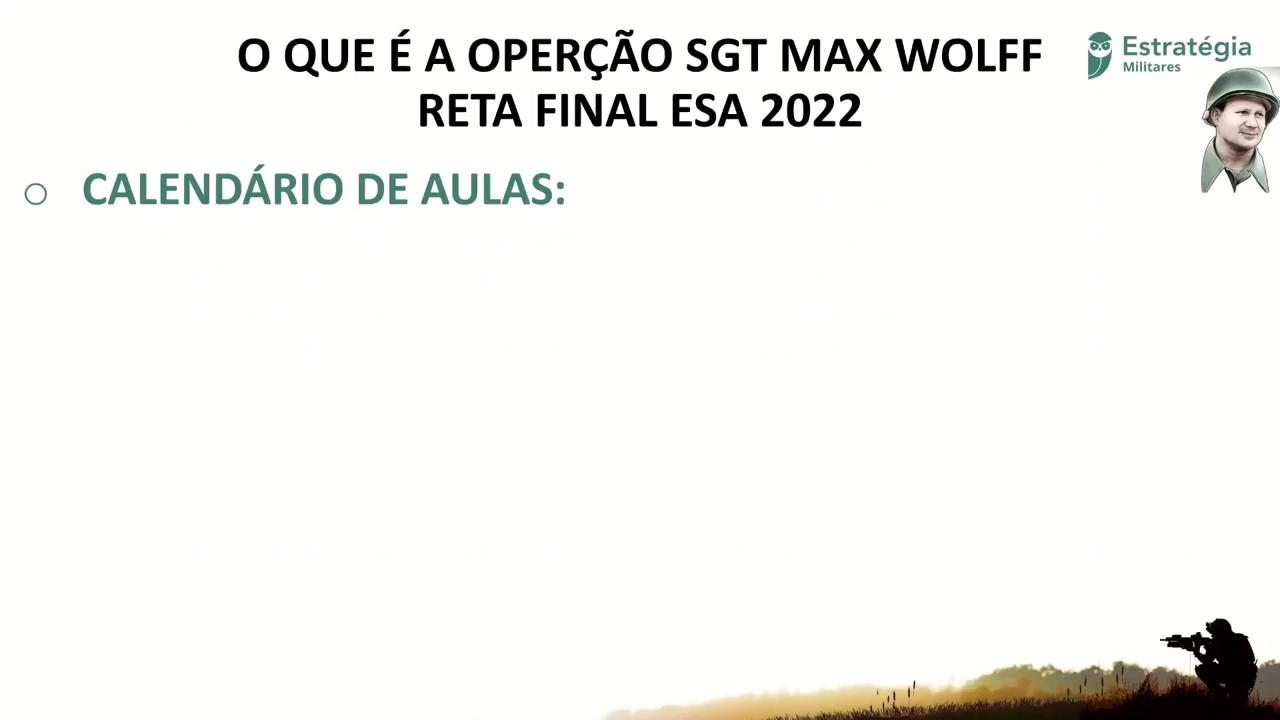 O QUE É A OPERÇÃO SGT MAX WOLFF
RETA FINAL ESA 2022
Estratégia
Militares
CALENDÁRIO DE AULAS: